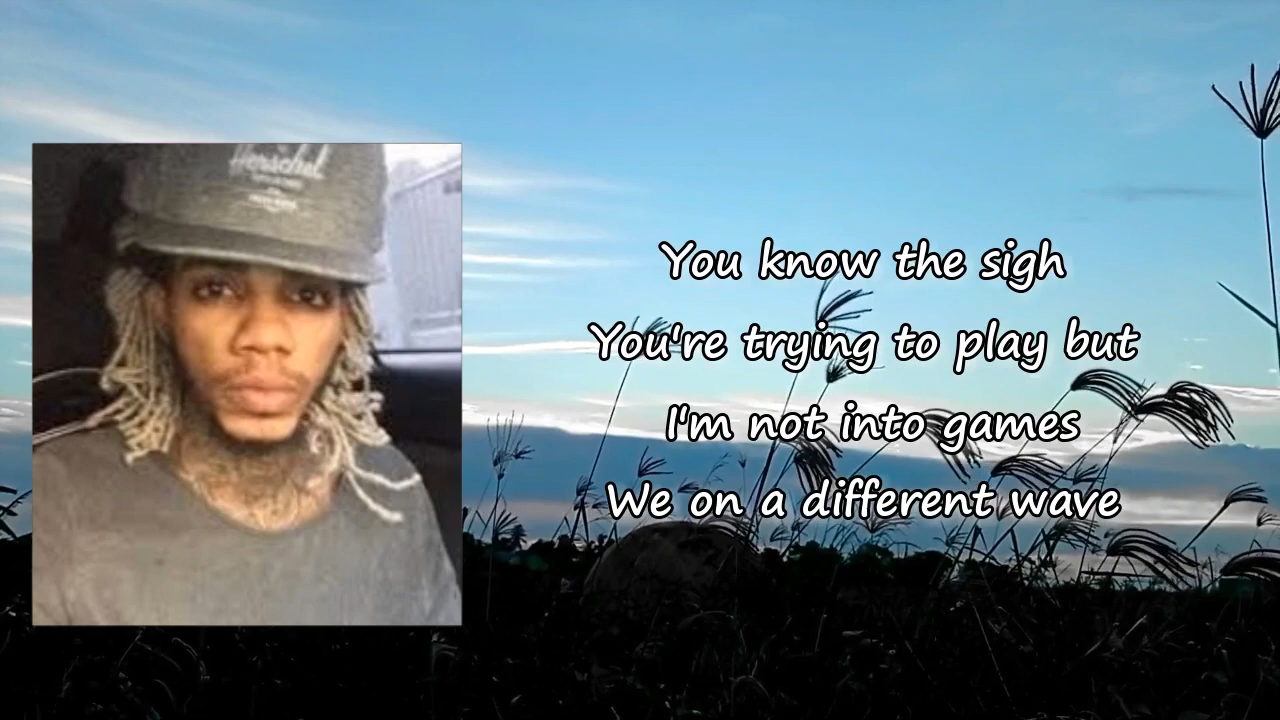 Herschel
You know the sigh
You're trying to play but
I'm not into games
We on a different wave